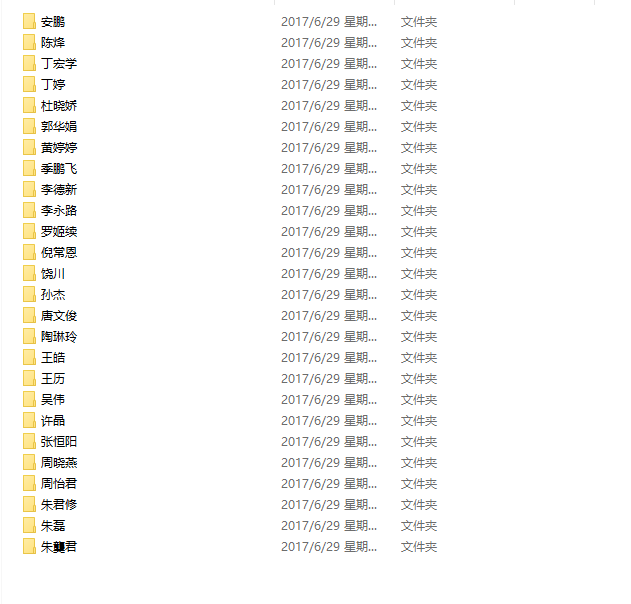 安鹏 2017/6/29 星期... 文件夹
陈烽 2017/6/29 星期... 文件夹
丁宏学 2017/6/29 星期... 文件夹
丁婷 2017/6/29 星期... 文件夹
杜晓娇 2017/6/29 星期... 文件夹
郭华娟 2017/6/29 星期... 文件夹
黄婷婷 2017/6/29 星期... 文件夹
季鹏飞 2017/6/29 星期... 文件夹
李德新 2017/6/29 星期... 文件夹
李永路 2017/6/29 星期... 文件夹
罗姬续 2017/6/29 星期... 文件夹
倪常恩 2017/6/29 星期... 文件夹
饶川 2017/6/29 星期... 文件夹
孙杰 2017/6/29 星期... 文件夹
唐文俊 2017/6/29 星期... 文件夹
陶琳玲 2017/6/29 星期... 文件夹
王皓 2017/6/29 星期... 文件夹
王历 2017/6/29 星期... 文件夹
吴伟 2017/6/29 星期... 文件夹
许晶 2017/6/29 星期... 文件夹
张恒阳 2017/6/29 星期... 文件夹
周晓燕 2017/6/29 星期... 文件夹
周怡君 2017/6/29 星期... 文件夹
朱君修 2017/6/29 星期... 文件夹
朱磊 2017/6/29 星期... 文件夹
2017/6/29 星期... 文件夹